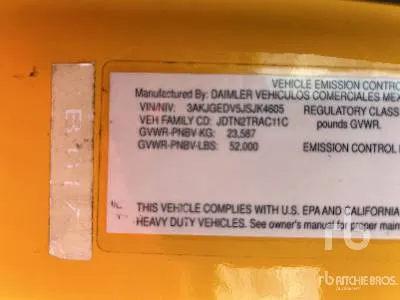 VEHICLE EMISSION CONTRO
Manufactured By: DAIMLER VEHICULOS COMERCIALES MEX
VIN/NIV: 3AKJGEDV5JSJK4605 REGULATORY CLASS
VEH FAMILY CD: JDTN2TRAC11C pounds GVWR.
GVWR-PNBV-KG: 23,587
GVWR-PNBV-LBS: 52,000 EMISSION CONTROL I
THIS VEHICLE COMPLIES WITH U.S. EPA AND CALIFORNIA
HEAVY DUTY VEHICLES. See owner's manual for proper main
rb
RITCHIE BROS.